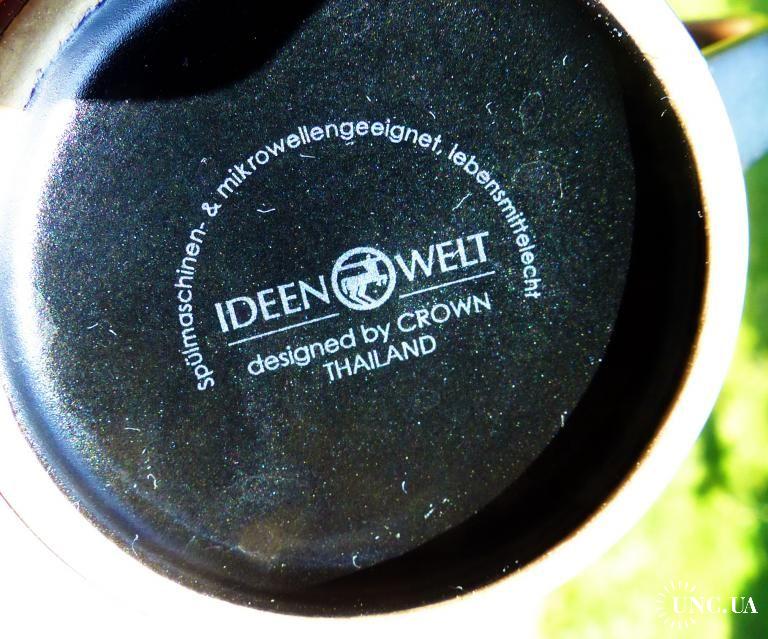 spülmaschinen- & mikrowellengeeignet, lebensmittelecht
IDEEN WELT
designed by CROWN
THAILAND
UNC.UA